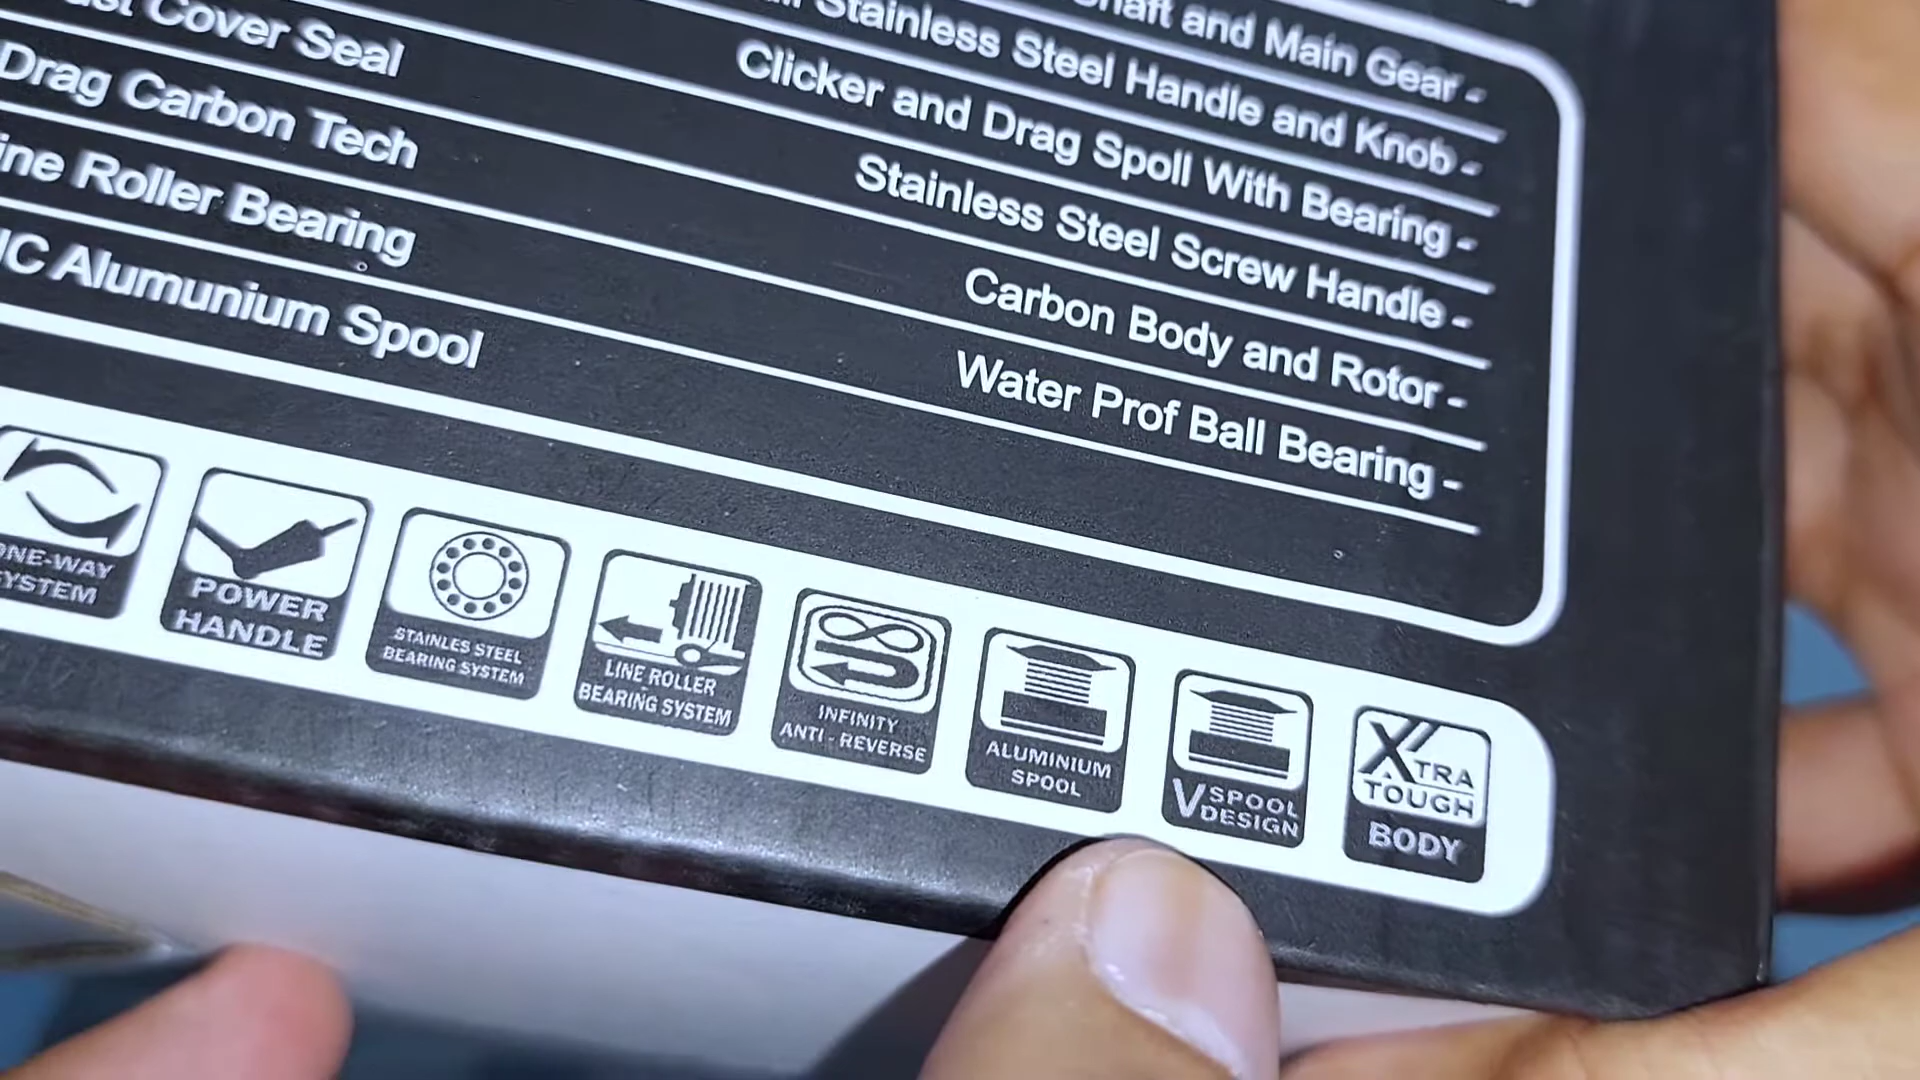 Cover Seal
Drag Carbon Tech
Roller Bearing
Alumunium Spool
and Main Gear -
Stainless Steel Handle and Knob -
Clicker and Drag Spoll With Bearing -
Stainless Steel Screw Handle -
Carbon Body and Rotor -
Water Prof Ball Bearing -
ONE-WAY
SYSTEM
POWER
HANDLE
STAINLES STEEL
BEARING SYSTEM
LINE ROLLER
BEARING SYSTEM
INFINITY
ANTI - REVERSE
ALUMINIUM
SPOOL
V SPOOL
DESIGN
XTRA
TOUGH
BODY